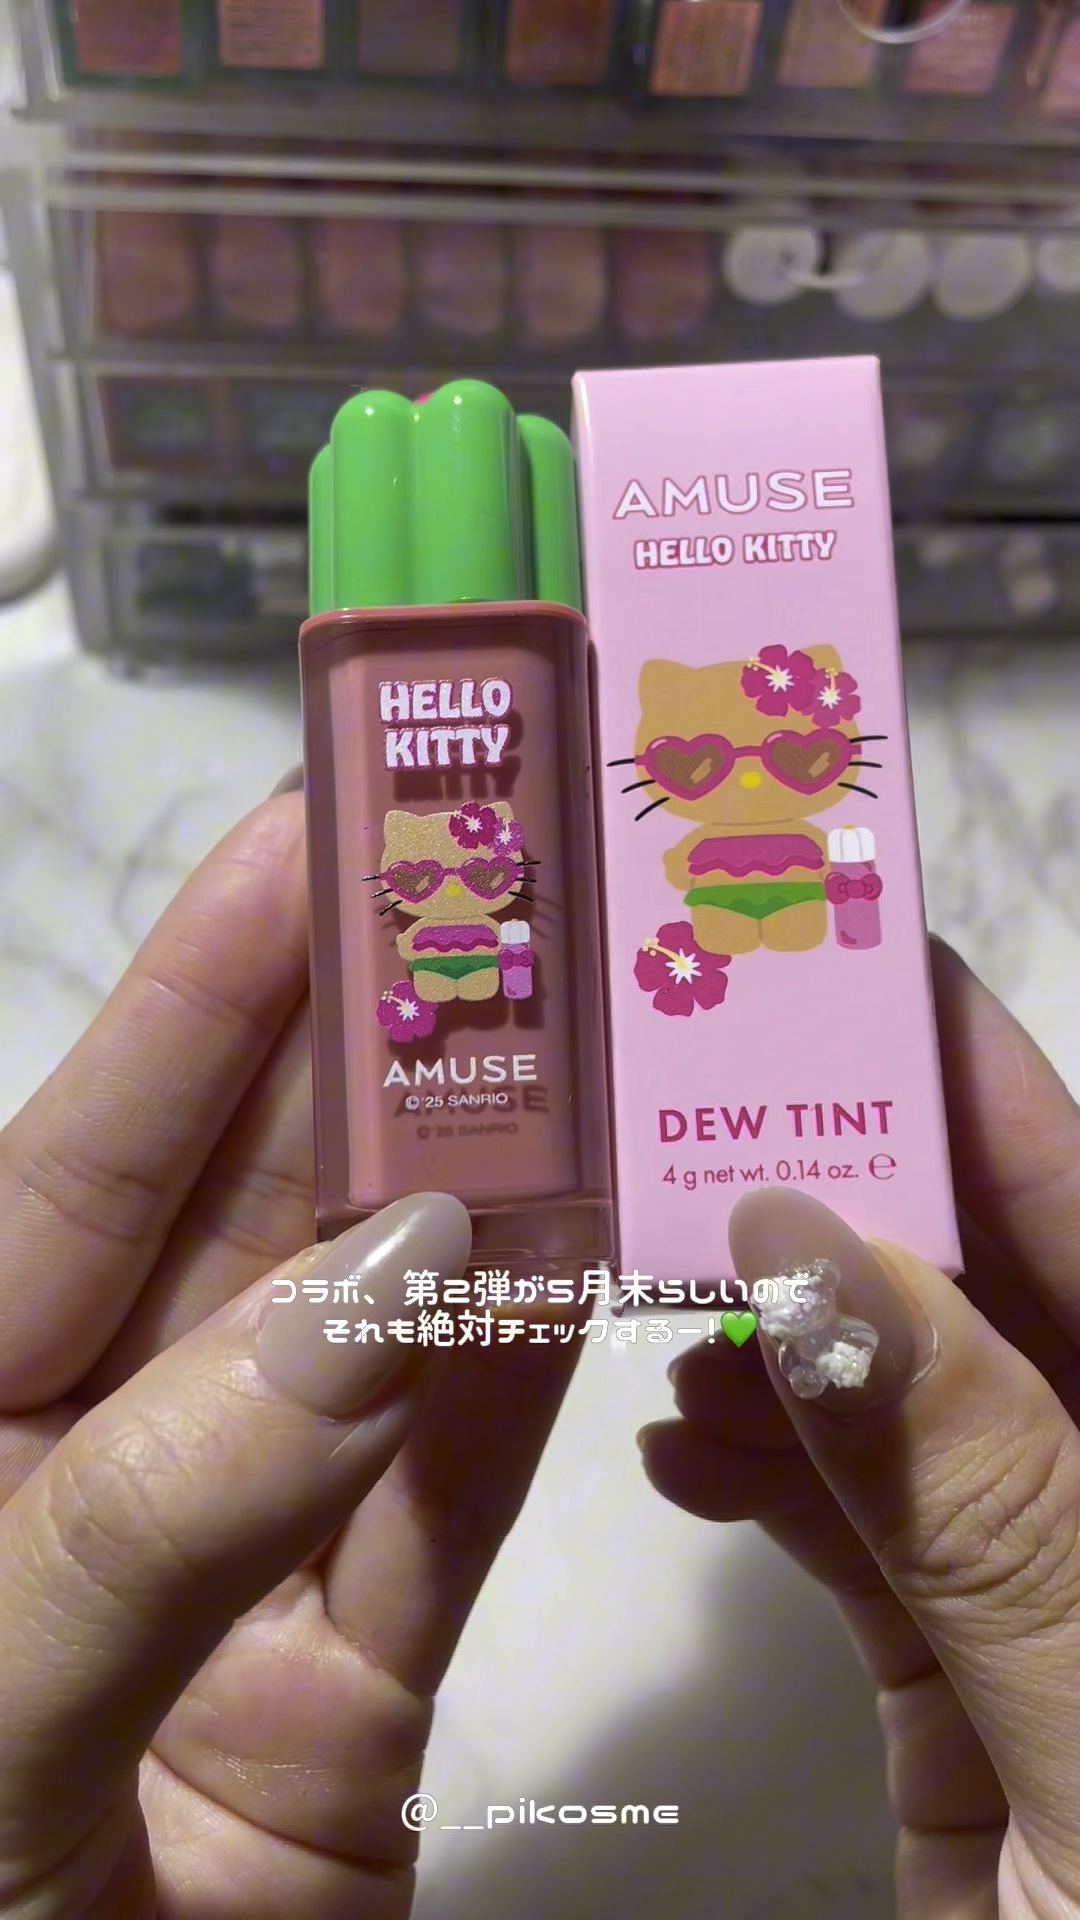 AMUSE
HELLO KITTY
HELLO
KITTY
AMUSE
©'25 SANRIO
DEW TINT
4 g net wt. 0.14 oz. ℮
コラボ、第2弾が5月末らしいので
それも絶対チェックするー!💚
@__pikosme